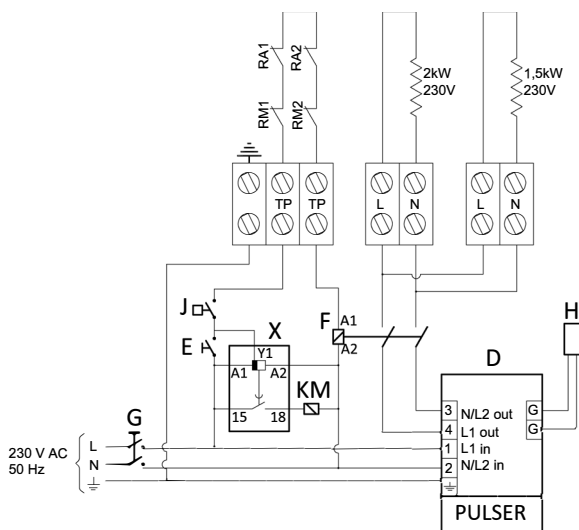 RA1
RA2
2kW
230V
1,5kW
230V
RM1
RM2
TP
TP
L
N
L
N
J
X
F
A1
H
E
Y1
A2
D
A1
A2
KM
G
15
18
3
N/L2 out
G
4
L1 out
G
230 V AC
50 Hz
L
1
L1 in
N
2
N/L2 in
PULSER